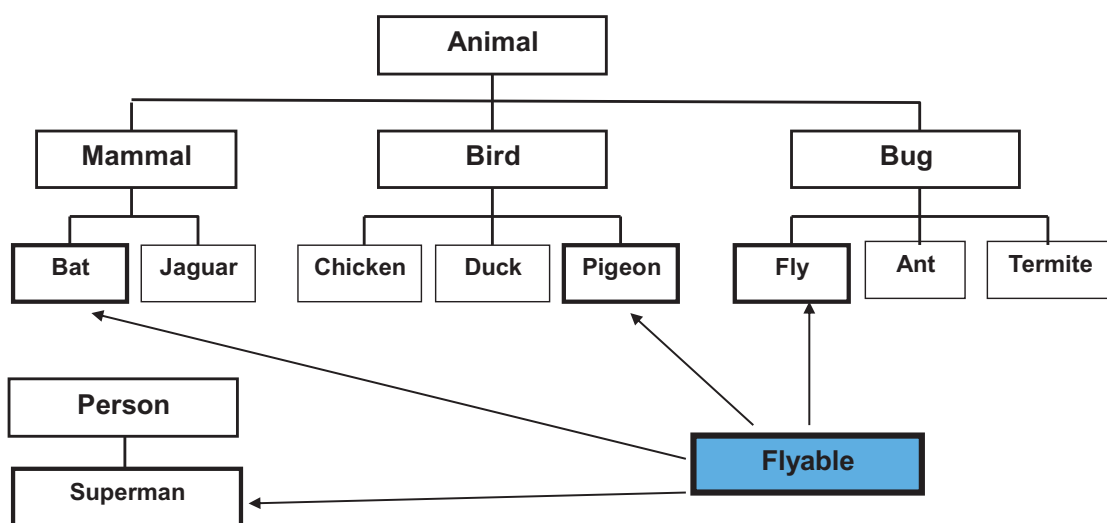 Animal
Mammal
Bird
Bug
Bat
Jaguar
Chicken
Duck
Pigeon
Fly
Ant
Termite
Person
Flyable
Superman